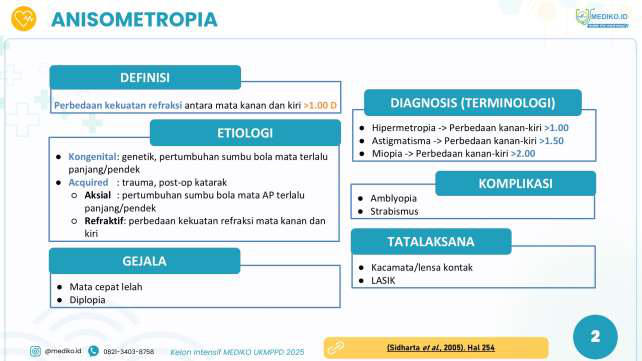 ANISOMETROPIA
MEDIKO.ID
DEFINISI
Perbedaan kekuatan refraksi antara mata kanan dan kiri >1.00 D
ETIOLOGI
● Kongenital: genetik, pertumbuhan sumbu bola mata terlalu
panjang/pendek
● Acquired : trauma, post-op katarak
○ Aksial : pertumbuhan sumbu bola mata AP terlalu
panjang/pendek
○ Refraktif: perbedaan kekuatan refraksi mata kanan dan
kiri
GEJALA
● Mata cepat lelah
● Diplopia
DIAGNOSIS (TERMINOLOGI)
● Hipermetropia -> Perbedaan kanan-kiri >1.00
● Astigmatisma -> Perbedaan kanan-kiri >1.50
● Miopia -> Perbedaan kanan-kiri >2.00
KOMPLIKASI
● Amblyopia
● Strabismus
TATALAKSANA
● Kacamata/lensa kontak
● LASIK
@mediko.id
0821-3403-8758
Kelon Intensif MEDIKO UKMPPD 2025
(Sidharta et al., 2005). Hal 254
2